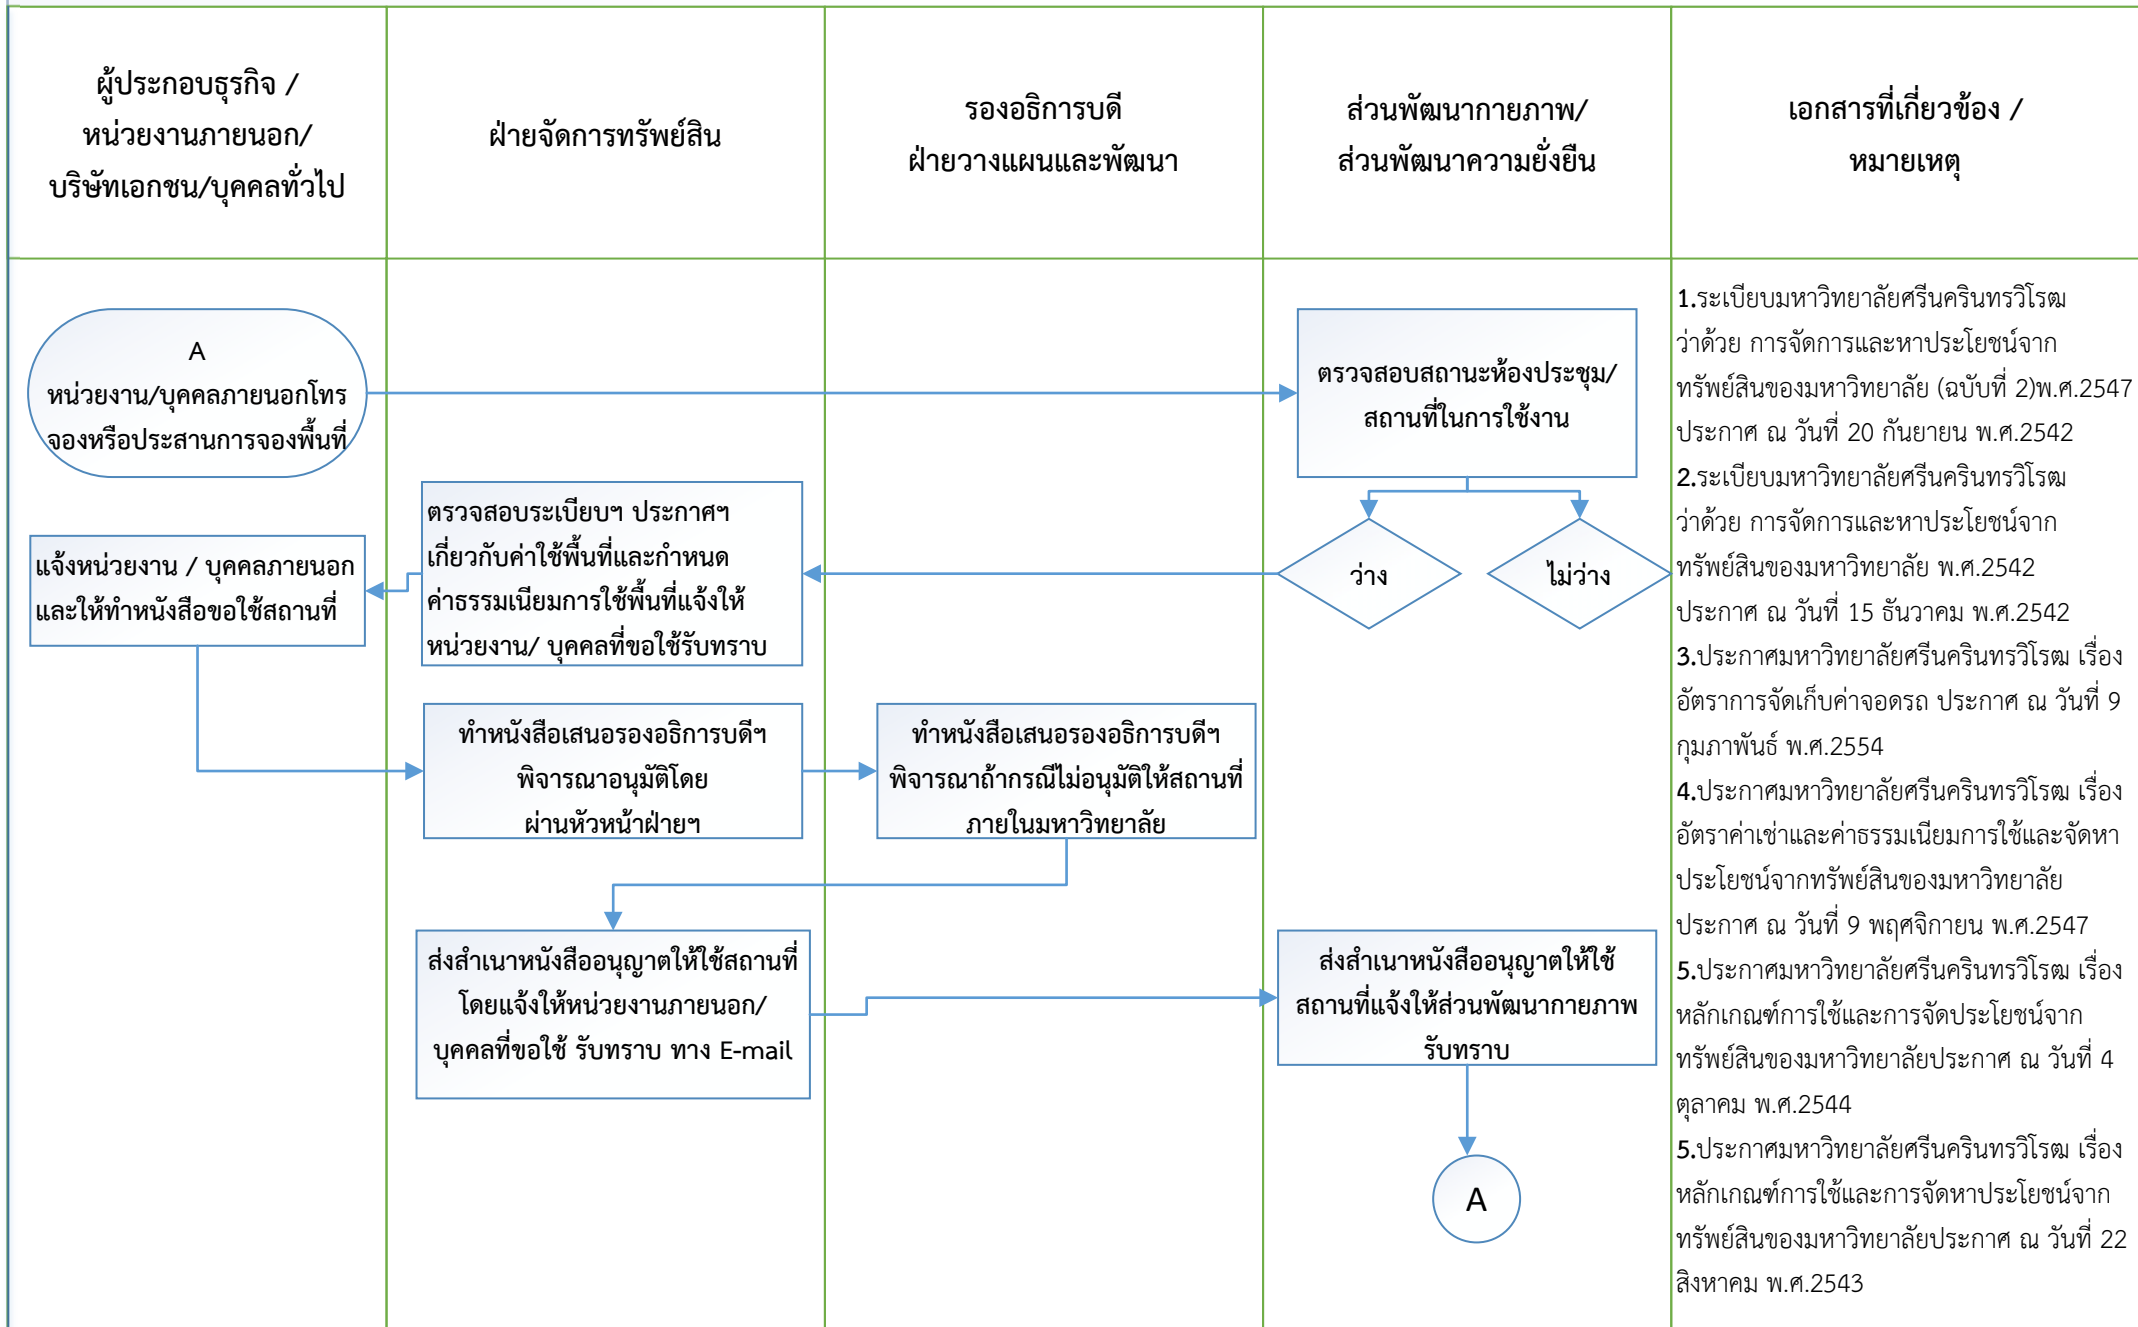 ผู้ประกอบธุรกิจ /
หน่วยงานภายนอก/
บริษัทเอกชน/บุคคลทั่วไป
ฝ่ายจัดการทรัพย์สิน
รองอธิการบดี
ฝ่ายวางแผนและพัฒนา
ส่วนพัฒนากายภาพ/
ส่วนพัฒนาความยั่งยืน
เอกสารที่เกี่ยวข้อง /
หมายเหตุ
A
หน่วยงาน/บุคคลภายนอกโทร
จองหรือประสานการจองพื้นที่
ตรวจสอบสถานะห้องประชุม/
สถานที่ในการใช้งาน
ว่าง
ไม่ว่าง
ตรวจสอบระเบียบฯ ประกาศฯ
เกี่ยวกับค่าใช้พื้นที่และกำหนด
ค่าธรรมเนียมการใช้พื้นที่แจ้งให้
หน่วยงาน/ บุคคลที่ขอใช้รับทราบ
แจ้งหน่วยงาน / บุคคลภายนอก
และให้ทำหนังสือขอใช้สถานที่
ทำหนังสือเสนอรองอธิการบดีฯ
พิจารณาอนุมัติโดย
ผ่านหัวหน้าฝ่ายฯ
ทำหนังสือเสนอรองอธิการบดีฯ
พิจารณาถ้ากรณีไม่อนุมัติให้สถานที่
ภายในมหาวิทยาลัย
ส่งสำเนาหนังสืออนุญาตให้ใช้สถานที่
โดยแจ้งให้หน่วยงานภายนอก/
บุคคลที่ขอใช้ รับทราบ ทาง E-mail
ส่งสำเนาหนังสืออนุญาตให้ใช้
สถานที่แจ้งให้ส่วนพัฒนากายภาพ
รับทราบ
A
1.ระเบียบมหาวิทยาลัยศรีนครินทรวิโรฒ
ว่าด้วย การจัดการและหาประโยชน์จาก
ทรัพย์สินของมหาวิทยาลัย (ฉบับที่ 2)พ.ศ.2547
ประกาศ ณ วันที่ 20 กันยายน พ.ศ.2542
2.ระเบียบมหาวิทยาลัยศรีนครินทรวิโรฒ
ว่าด้วย การจัดการและหาประโยชน์จาก
ทรัพย์สินของมหาวิทยาลัย พ.ศ.2542
ประกาศ ณ วันที่ 15 ธันวาคม พ.ศ.2542
3.ประกาศมหาวิทยาลัยศรีนครินทรวิโรฒ เรื่อง
อัตราการจัดเก็บค่าจอดรถ ประกาศ ณ วันที่ 9
กุมภาพันธ์ พ.ศ.2554
4.ประกาศมหาวิทยาลัยศรีนครินทรวิโรฒ เรื่อง
อัตราค่าเช่าและค่าธรรมเนียมการใช้และจัดหา
ประโยชน์จากทรัพย์สินของมหาวิทยาลัย
ประกาศ ณ วันที่ 9 พฤศจิกายน พ.ศ.2547
5.ประกาศมหาวิทยาลัยศรีนครินทรวิโรฒ เรื่อง
หลักเกณฑ์การใช้และการจัดประโยชน์จาก
ทรัพย์สินของมหาวิทยาลัยประกาศ ณ วันที่ 4
ตุลาคม พ.ศ.2544
5.ประกาศมหาวิทยาลัยศรีนครินทรวิโรฒ เรื่อง
หลักเกณฑ์การใช้และการจัดหาประโยชน์จาก
ทรัพย์สินของมหาวิทยาลัยประกาศ ณ วันที่ 22
สิงหาคม พ.ศ.2543